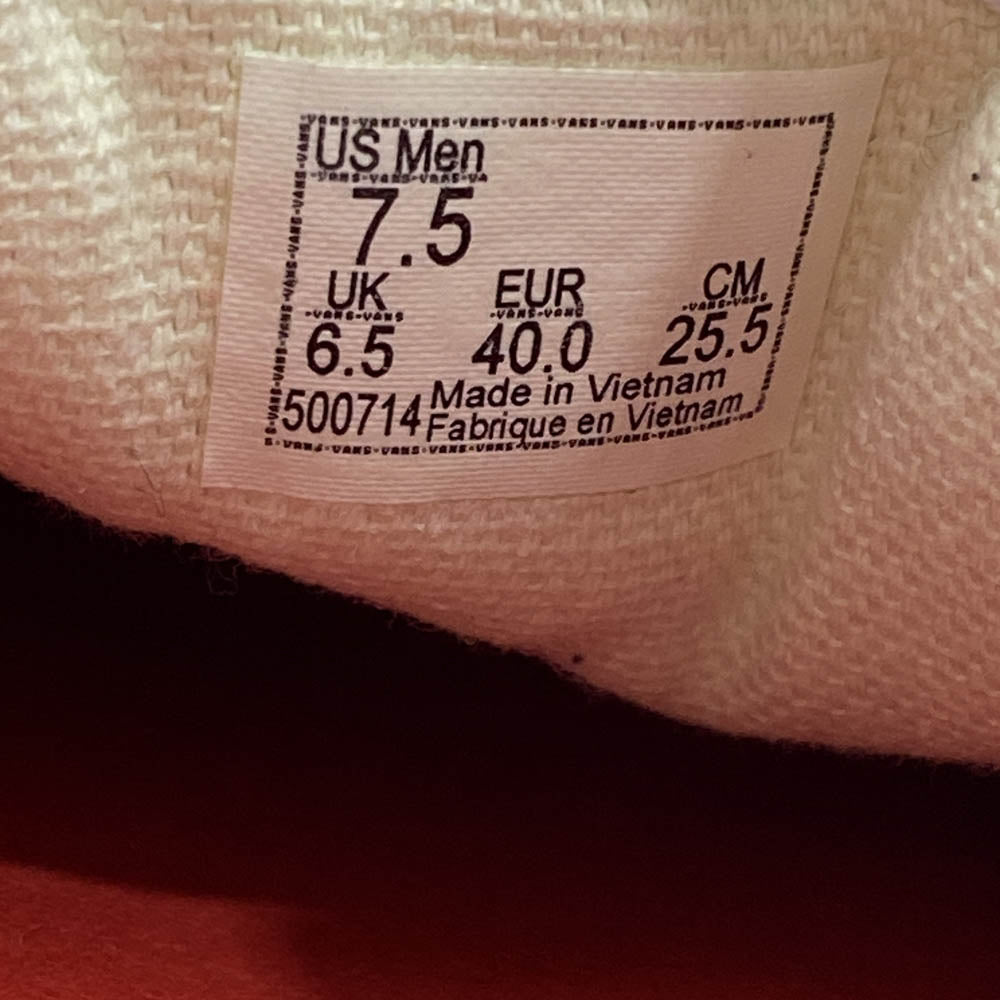 US Men
7.5
UK EUR CM
6.5 40.0 25.5
500714 Made in Vietnam
Fabrique en Vietnam